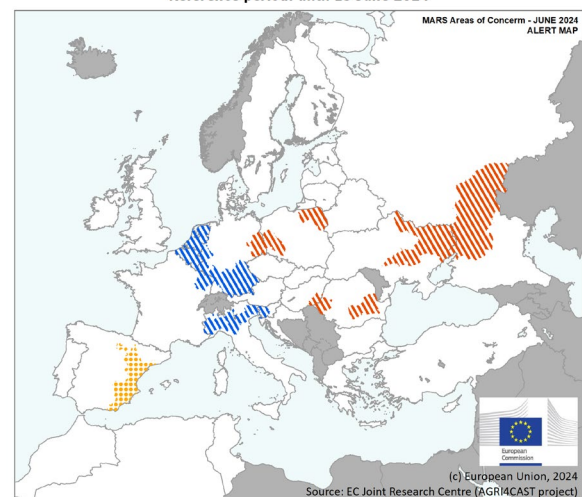 MARS Areas of Concerm - JUNE 2024
ALERT MAP
European
Commission
(c) European Union, 2024
Source: EC Joint Research Centre (AGRI4CAST project)